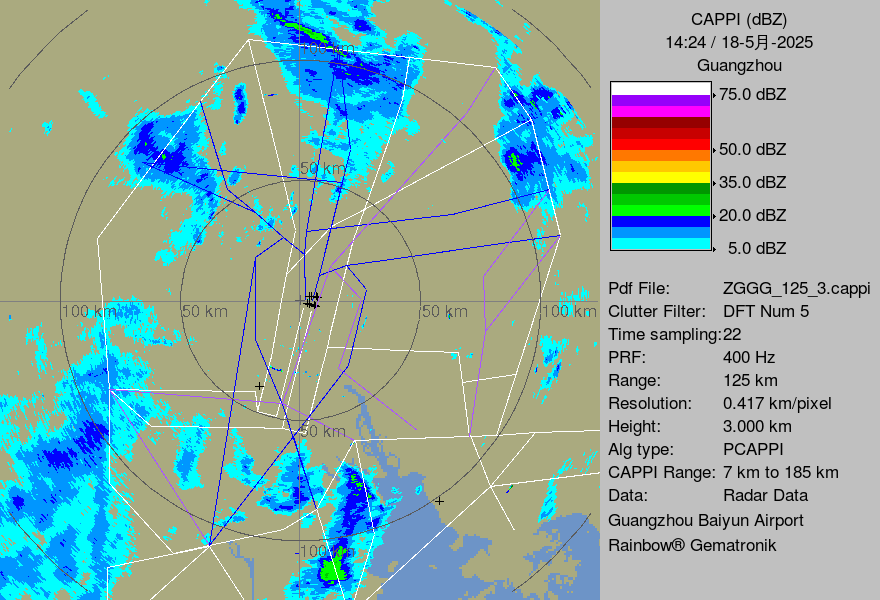 CAPPI (dBZ)
14:24 / 18-5月-2025
Guangzhou
75.0 dBZ
50.0 dBZ
35.0 dBZ
20.0 dBZ
5.0 dBZ
Pdf File: ZGGG_125_3.cappi
Clutter Filter: DFT Num 5
Time sampling:22
PRF: 400 Hz
Range: 125 km
Resolution: 0.417 km/pixel
Height: 3.000 km
Alg type: PCAPPI
CAPPI Range: 7 km to 185 km
Data: Radar Data
Guangzhou Baiyun Airport
Rainbow® Gematronik
100 km
50 km
100 km
50 km
50 km
100 km
-50 km
-100 km